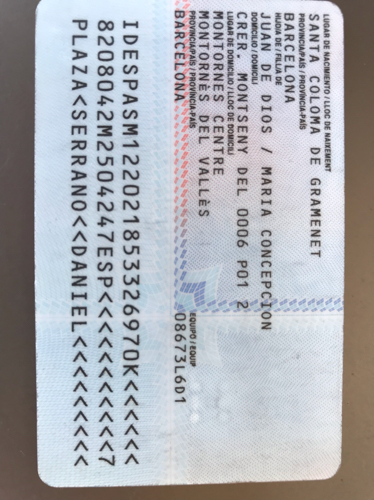 LUGAR DE NACIMIENTO / LLOC DE NAIXEMENT
SANTA COLOMA DE GRAMENET
PROVINCIA/PAÍS / PROVÍNCIA-PAÍS
BARCELONA
HIJO/A DE / FILL/A DE
JUAN DE DIOS / MARIA CONCEPCION
DOMICILIO / DOMICILI
CRER. MONTSENY DEL 0006 P01 2
LUGAR DE DOMICILIO / LLOC DE DOMICILI
MONTORNES CENTRE
MONTORNÈS DEL VALLÈS
PROVINCIA/PAÍS / PROVÍNCIA-PAÍS
BARCELONA
EQUIPO / EQUIP
08673L6D1
IDESPASM122021853326970K<<<<<<
8208042M2504247ESP<<<<<<<<<<<7
PLAZA<SERRANO<<DANIEL<<<<<<<<<